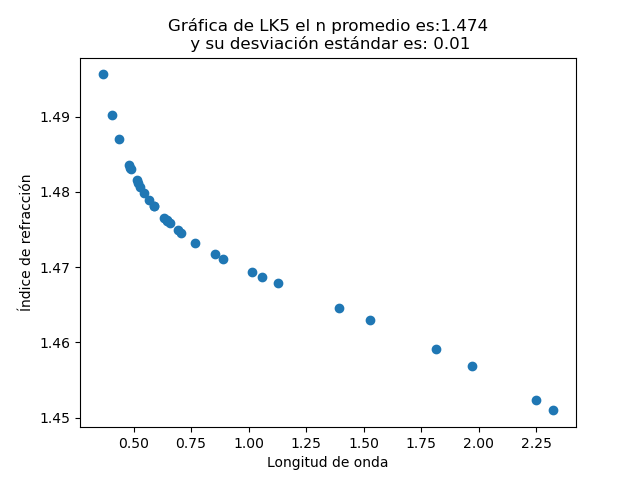 Gráfica de LK5 el n promedio es:1.474
y su desviación estándar es: 0.01
1.49
1.48
1.47
1.46
1.45
Índice de refracción
0.50 0.75 1.00 1.25 1.50 1.75 2.00 2.25
Longitud de onda